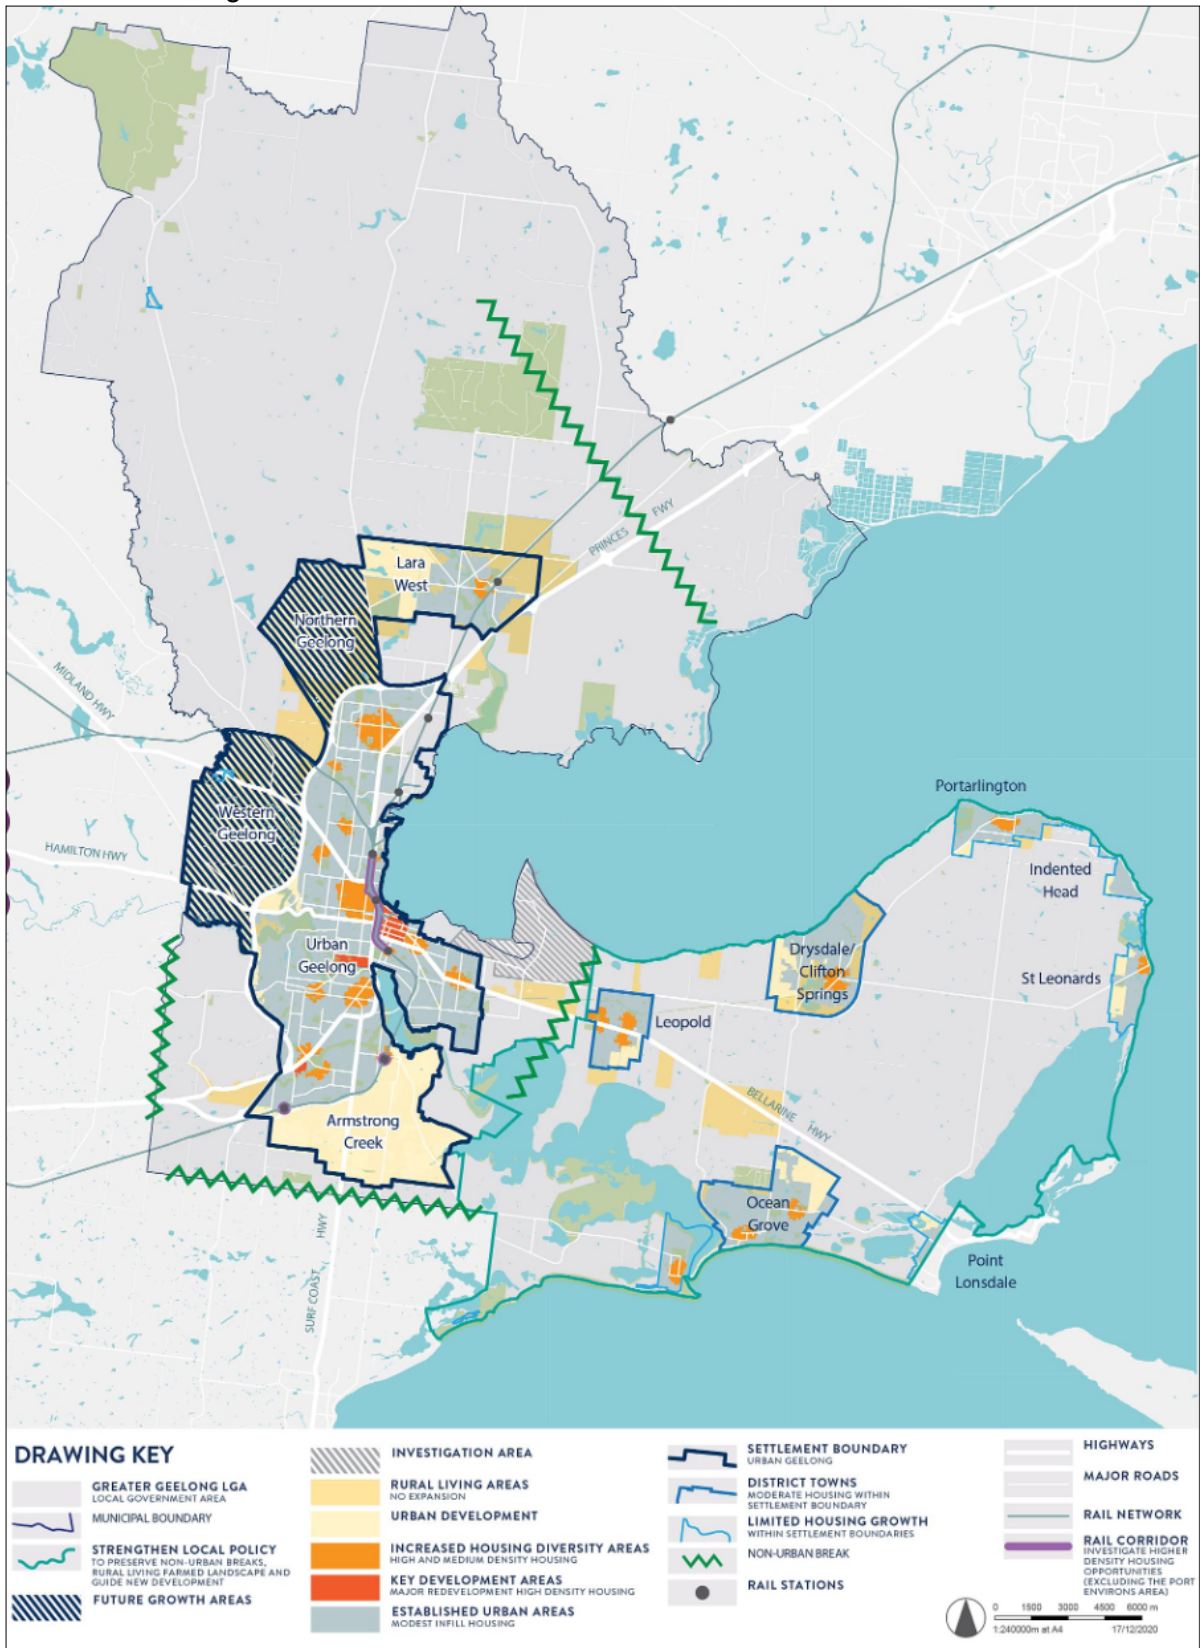 Lara
West
Northern
Geelong
PRINCES FWY
MIDLAND HWY
Western
Geelong
HAMILTON HWY
Portarlington
Indented
Head
Urban
Geelong
Drysdale/
Clifton
Springs
St Leonards
Leopold
Armstrong
Creek
BELLARINE HWY
Ocean
Grove
Point
Lonsdale
SURF COAST HWY
DRAWING KEY
GREATER GEELONG LGA
LOCAL GOVERNMENT AREA
MUNICIPAL BOUNDARY
STRENGTHEN LOCAL POLICY
TO PRESERVE NON-URBAN BREAKS,
RURAL LIVING FARMED LANDSCAPE AND
GUIDE NEW DEVELOPMENT
FUTURE GROWTH AREAS
INVESTIGATION AREA
RURAL LIVING AREAS
NO EXPANSION
URBAN DEVELOPMENT
INCREASED HOUSING DIVERSITY AREAS
HIGH AND MEDIUM DENSITY HOUSING
KEY DEVELOPMENT AREAS
MAJOR REDEVELOPMENT HIGH DENSITY HOUSING
ESTABLISHED URBAN AREAS
MODEST INFILL HOUSING
SETTLEMENT BOUNDARY
URBAN GEELONG
DISTRICT TOWNS
MODERATE HOUSING WITHIN
SETTLEMENT BOUNDARY
LIMITED HOUSING GROWTH
WITHIN SETTLEMENT BOUNDARIES
NON-URBAN BREAK
RAIL STATIONS
HIGHWAYS
MAJOR ROADS
RAIL NETWORK
RAIL CORRIDOR
INVESTIGATE HIGHER
DENSITY HOUSING
OPPORTUNITIES
(EXCLUDING THE PORT
ENVIRONS AREA)
0 1500 3000 4500 6000 m
1:240000m at A4 17/12/2020